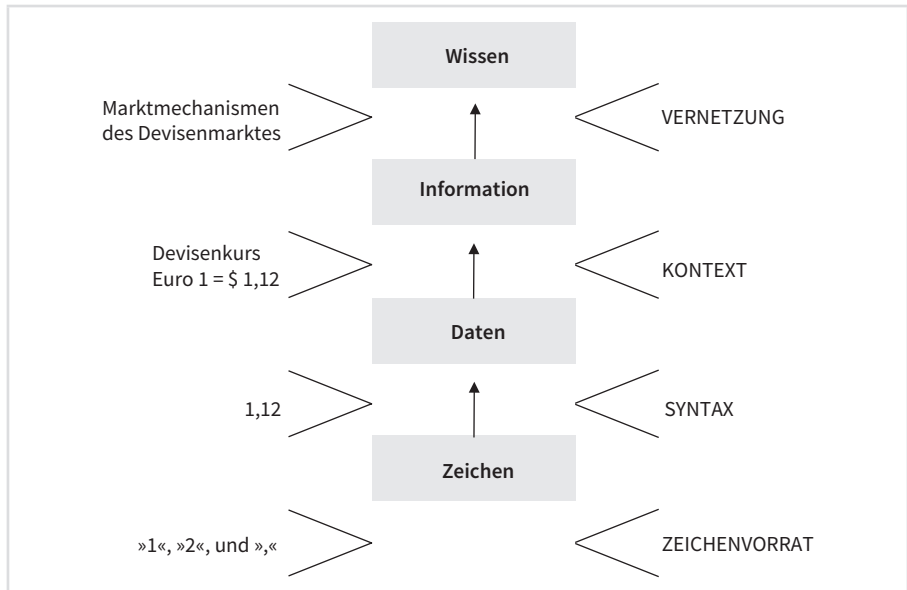 Wissen
Marktmechanismen
des Devisenmarktes
VERNETZUNG
Information
Devisenkurs
Euro 1 = $ 1,12
KONTEXT
Daten
1,12
SYNTAX
Zeichen
»1«, »2«, und »,«
ZEICHENVORRAT